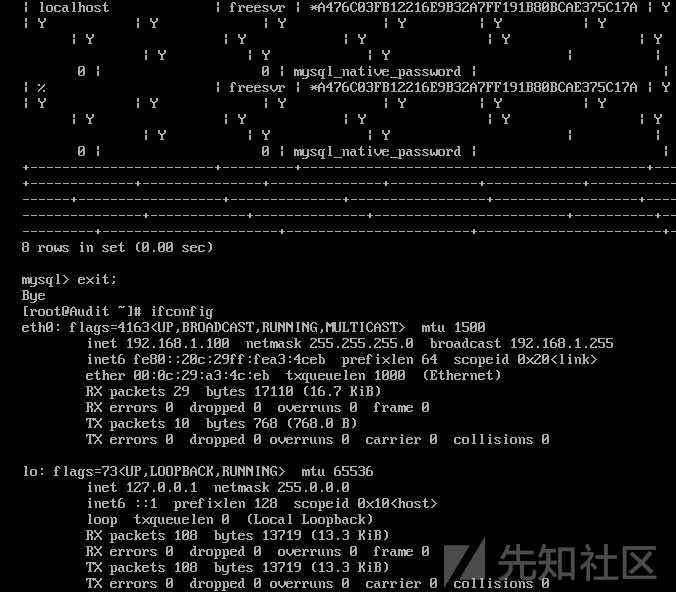 | localhost | freesvr | *A476C03FB12216E9B32A7FF191B80BCAE375C17A | Y
| Y | Y | Y | Y | Y
| Y | Y | Y | Y
| Y | Y | Y | |
0 | 0 | mysql_native_password | |
| % | freesvr | *A476C03FB12216E9B32A7FF191B80BCAE375C17A | Y
| Y | Y | Y | Y | Y
| Y | Y | Y | Y
| Y | Y | Y | |
0 | 0 | mysql_native_password | |
8 rows in set (0.00 sec)
mysql> exit;
Bye
[root@Audit ~]# ifconfig
eth0: flags=4163<UP,BROADCAST,RUNNING,MULTICAST> mtu 1500
inet 192.168.1.100 netmask 255.255.255.0 broadcast 192.168.1.255
inet6 fe80::20c:29ff:fea3:4ceb prefixlen 64 scopeid 0x20<link>
ether 00:0c:29:a3:4c:eb txqueuelen 1000 (Ethernet)
RX packets 29 bytes 17110 (16.7 KiB)
RX errors 0 dropped 0 overruns 0 frame 0
TX packets 10 bytes 768 (768.0 B)
TX errors 0 dropped 0 overruns 0 carrier 0 collisions 0
lo: flags=73<UP,LOOPBACK,RUNNING> mtu 65536
inet 127.0.0.1 netmask 255.0.0.0
inet6 ::1 prefixlen 128 scopeid 0x10<host>
loop txqueuelen 0 (Local Loopback)
RX packets 108 bytes 13719 (13.3 KiB)
RX errors 0 dropped 0 overruns 0 frame 0
TX packets 108 bytes 13719 (13.3 KiB)
TX errors 0 dropped 0 overruns 0 carrier 0 collisions 0
先知社区